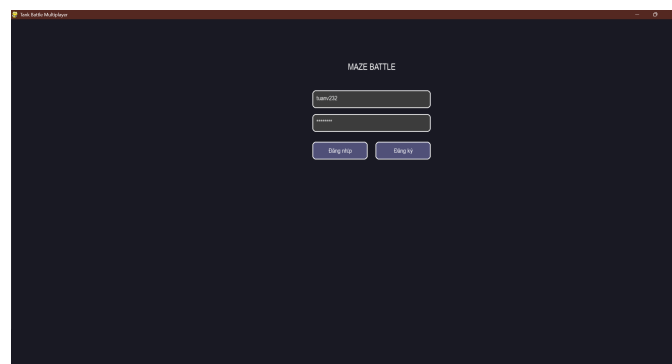 Tank Battle Multiplayer
MAZE BATTLE
tuanv232
********
Đăng nhập Đăng ký